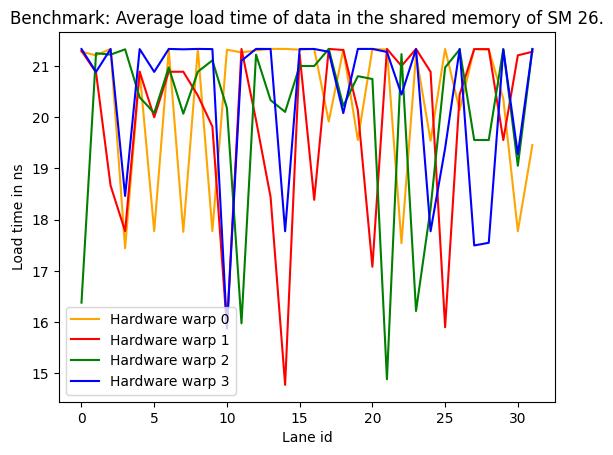 Benchmark: Average load time of data in the shared memory of SM 26.
Load time in ns
21
20
19
18
17
16
15
Hardware warp 0
Hardware warp 1
Hardware warp 2
Hardware warp 3
0
5
10
15
20
25
30
Lane id